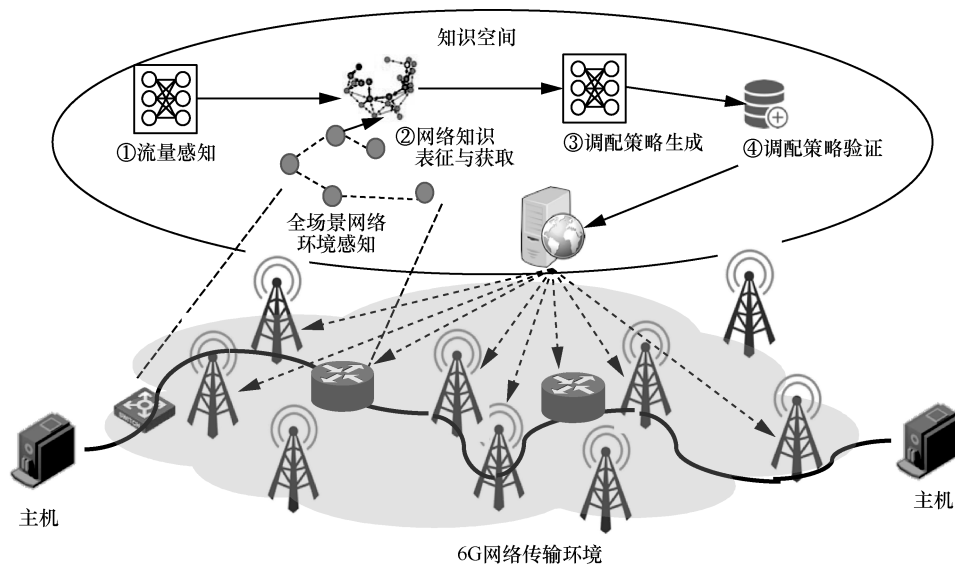 知识空间
①流量感知
②网络知识
表征与获取
③调配策略生成
④调配策略验证
全场景网络
环境感知
主机
主机
6G网络传输环境